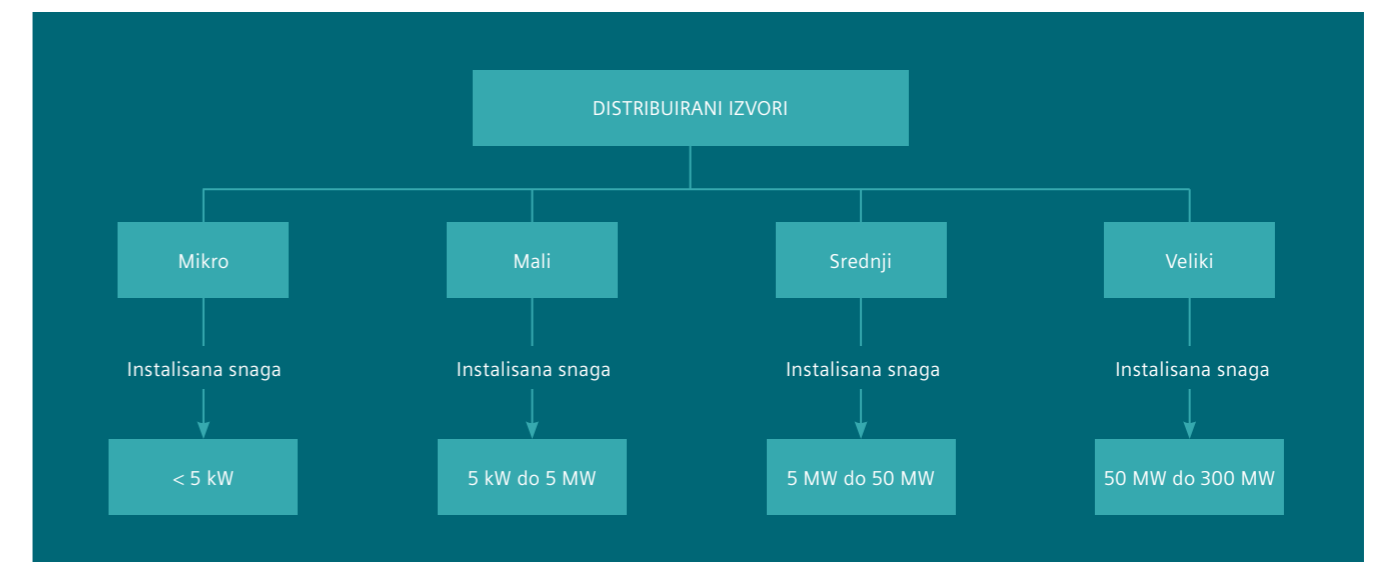 DISTRIBUIRANI IZVORI
Mikro
Mali
Srednji
Veliki
Instalisana snaga
Instalisana snaga
Instalisana snaga
Instalisana snaga
< 5 kW
5 kW do 5 MW
5 MW do 50 MW
50 MW do 300 MW